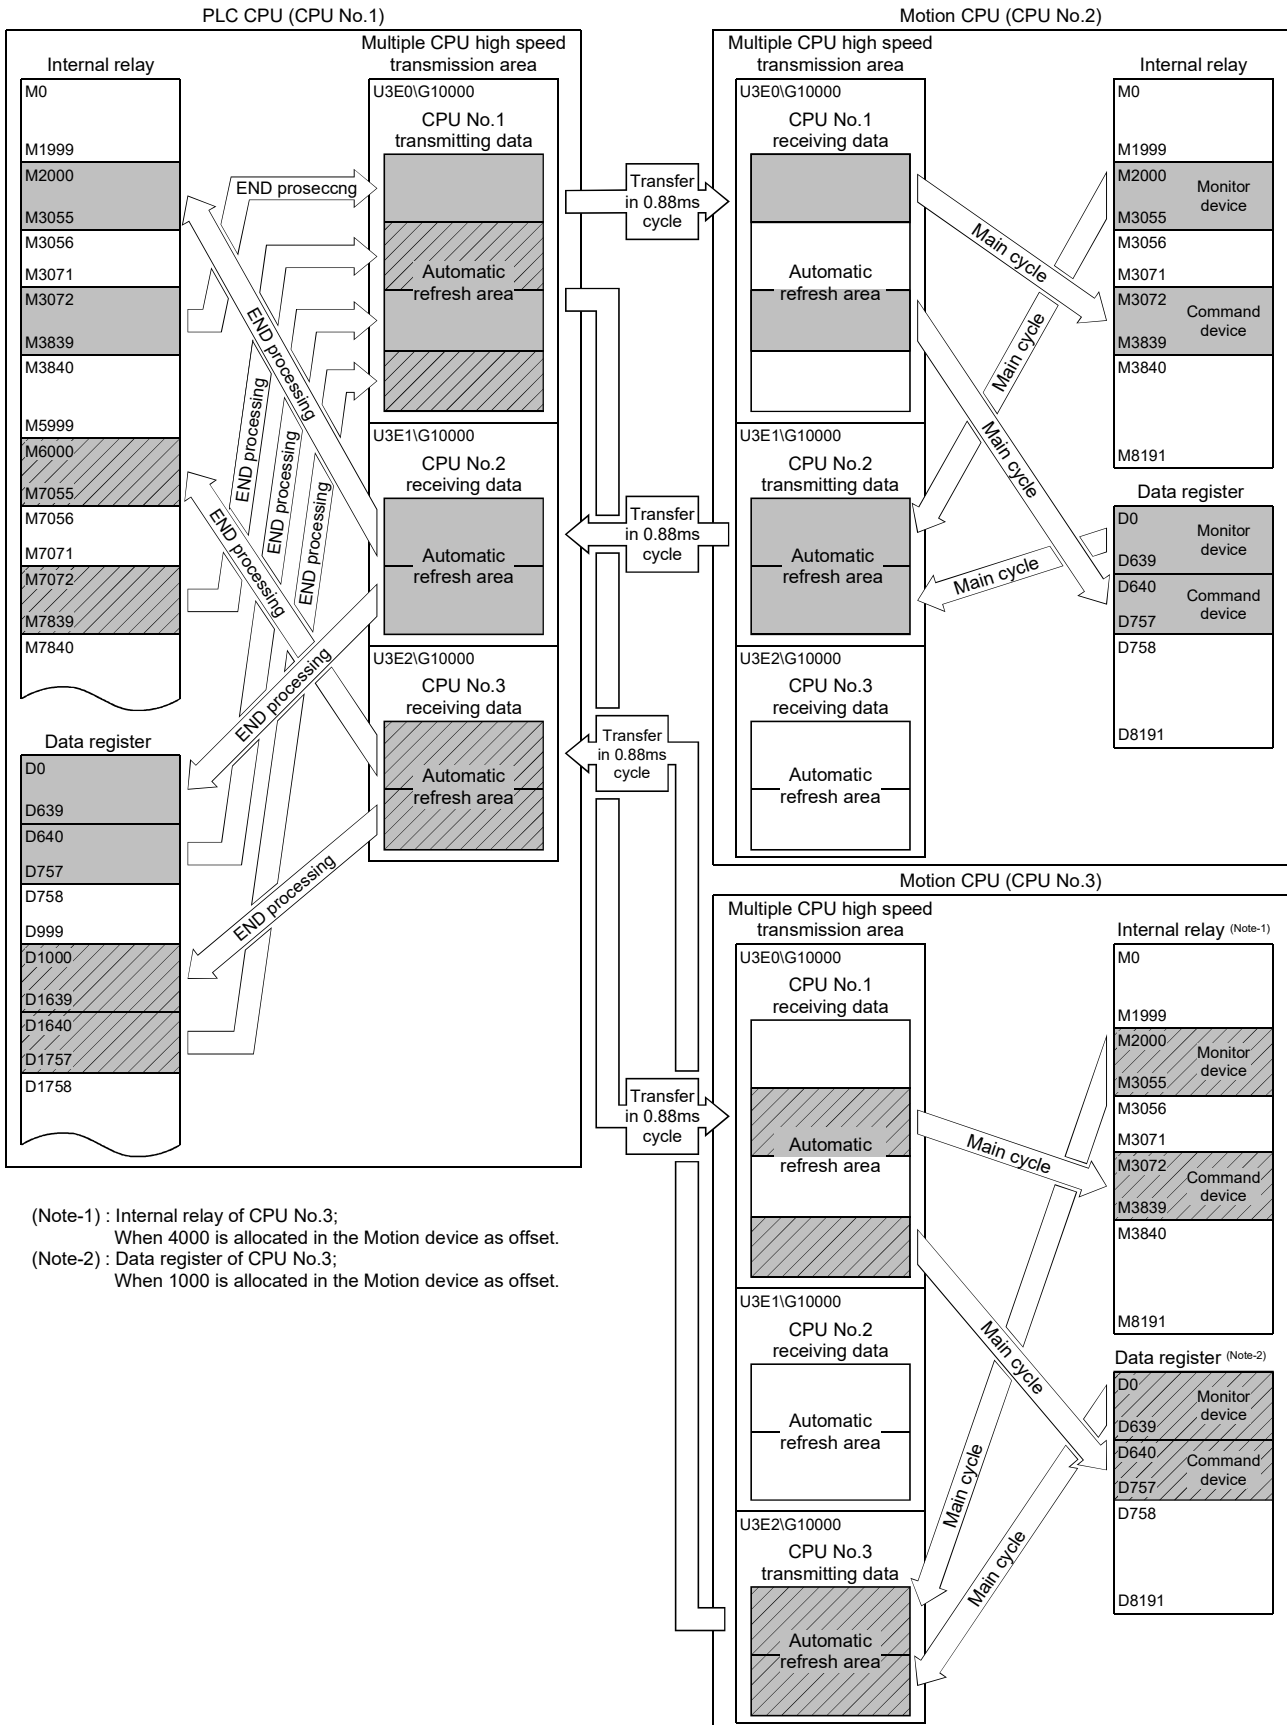 PLC CPU (CPU No.1)
Internal relay
M0
M1999
M2000
M3055
M3056
M3071
M3072
M3839
M3840
M5999
M6000
M7055
M7056
M7071
M7072
M7839
M7840
Data register
D0
D639
D640
D757
D758
D999
D1000
D1639
D1640
D1757
D1758
END proseccng
END processing
END processing
END processing
END processing
END processing
END processing
END processing
Multiple CPU high speed
transmission area
U3E0\G10000
CPU No.1
transmitting data
Automatic
refresh area
U3E1\G10000
CPU No.2
receiving data
Automatic
refresh area
U3E2\G10000
CPU No.3
receiving data
Automatic
refresh area
Transfer
in 0.88ms
cycle
Transfer
in 0.88ms
cycle
Transfer
in 0.88ms
cycle
Transfer
in 0.88ms
cycle
Motion CPU (CPU No.2)
Multiple CPU high speed
transmission area
U3E0\G10000
CPU No.1
receiving data
Automatic
refresh area
U3E1\G10000
CPU No.2
transmitting data
Automatic
refresh area
U3E2\G10000
CPU No.3
receiving data
Automatic
refresh area
Main cycle
Main cycle
Main cycle
Main cycle
Internal relay
M0
M1999
M2000
Monitor
device
M3055
M3056
M3071
M3072
Command
device
M3839
M3840
M8191
Data register
D0
Monitor
device
D639
D640
Command
device
D757
D758
D8191
Motion CPU (CPU No.3)
Multiple CPU high speed
transmission area
U3E0\G10000
CPU No.1
receiving data
Automatic
refresh area
U3E1\G10000
CPU No.2
receiving data
Automatic
refresh area
U3E2\G10000
CPU No.3
transmitting data
Automatic
refresh area
Main cycle
Main cycle
Main cycle
Main cycle
Internal relay (Note-1)
M0
M1999
M2000
Monitor
device
M3055
M3056
M3071
M3072
Command
device
M3839
M3840
M8191
Data register (Note-2)
D0
Monitor
device
D639
D640
Command
device
D757
D758
D8191
(Note-1) : Internal relay of CPU No.3;
When 4000 is allocated in the Motion device as offset.
(Note-2) : Data register of CPU No.3;
When 1000 is allocated in the Motion device as offset.